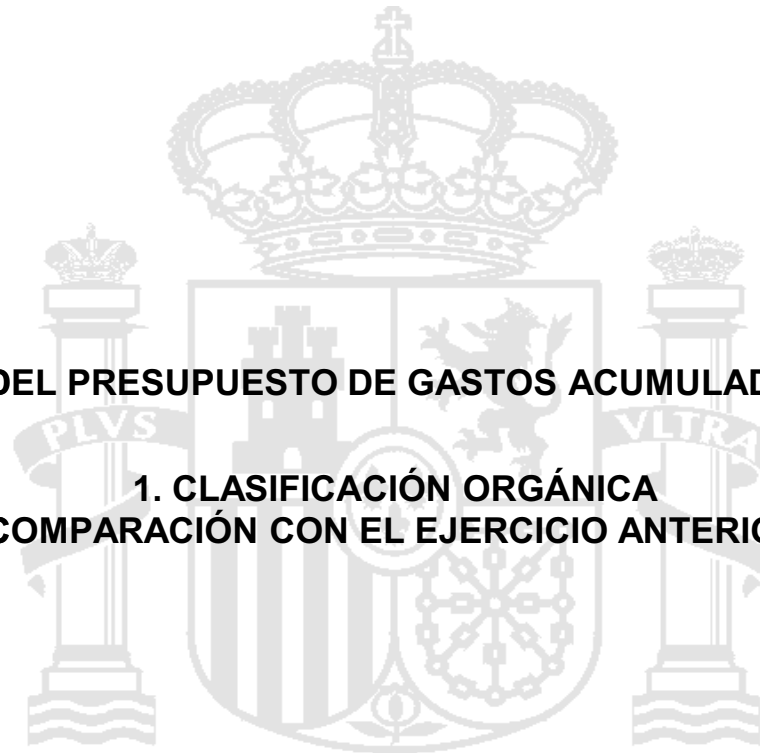 DEL PRESUPUESTO DE GASTOS ACUMULAD
1. CLASIFICACIÓN ORGÁNICA
COMPARACIÓN CON EL EJERCICIO ANTERIO
PLVS
VLTRA